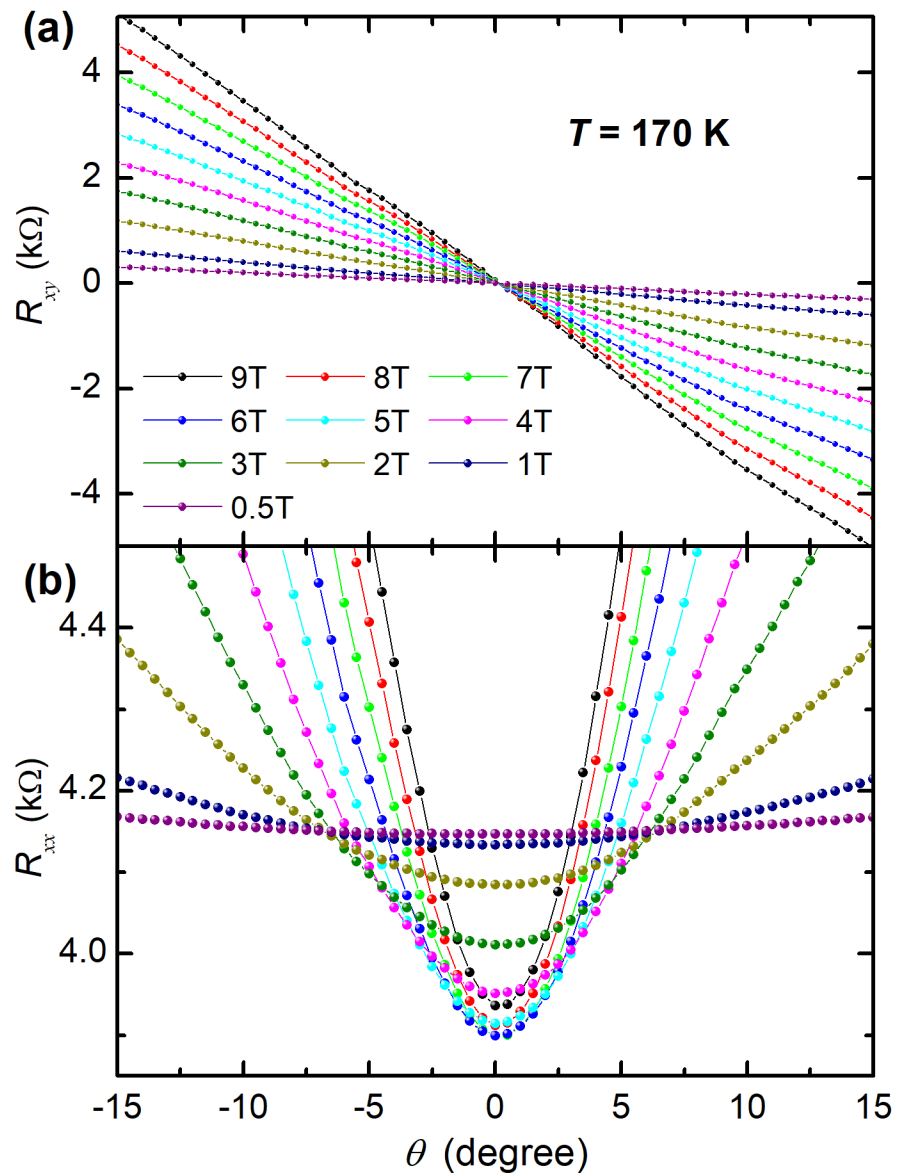 (a)
4
2
0
-2
-4
R_xy (kΩ)
T = 170 K
9T 8T 7T
6T 5T 4T
3T 2T 1T
0.5T
(b)
4.4
4.2
4.0
R_xx (kΩ)
-15 -10 -5 0 5 10 15
θ (degree)